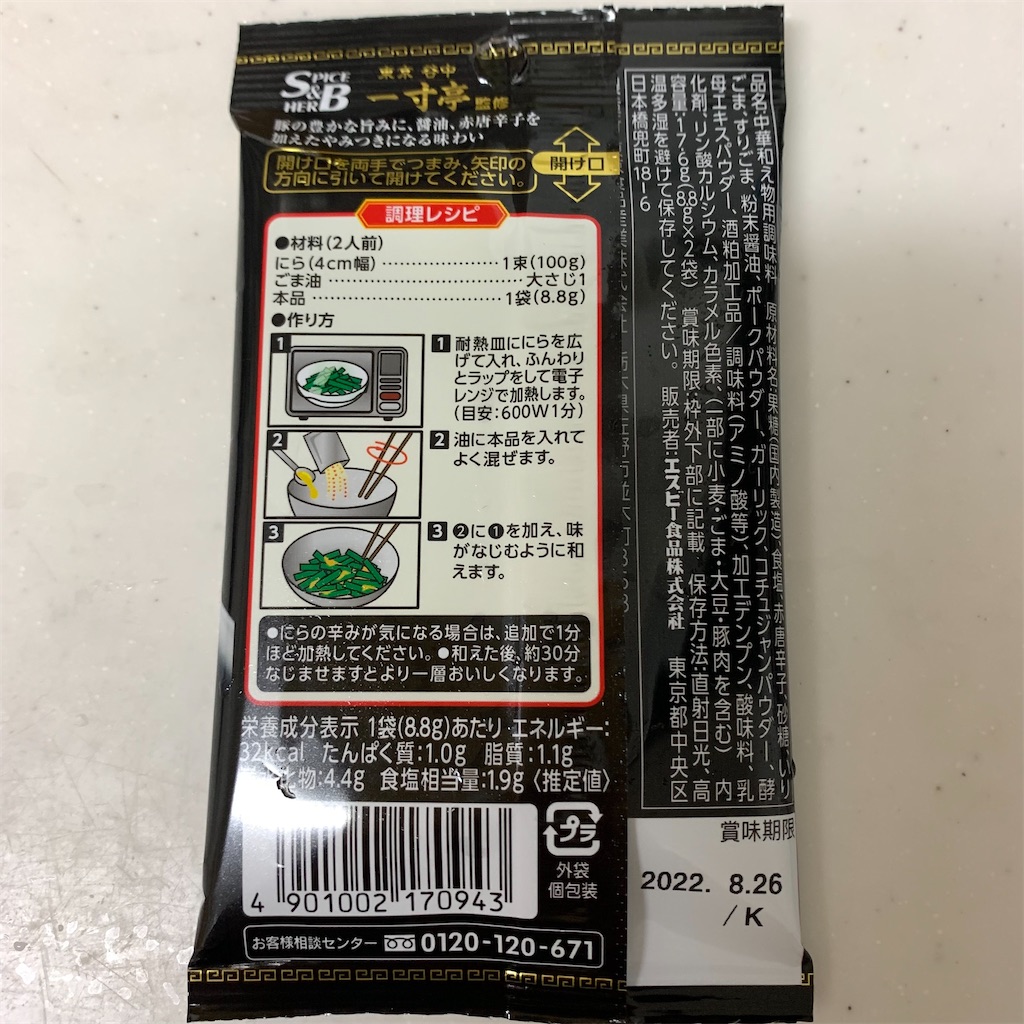 SPICE
&
HERB
S&B
東京 谷中
一寸亭 監修
豚の豊かな旨みに、醤油、赤唐辛子を
加えたやみつきになる味わい
開け口を両手でつまみ、矢印の
方向に引いて開けてください。
開け口
調理レシピ
●材料(2人前)
にら(4cm幅)……………1束(100g)
ごま油……………………大さじ1
本品……………………1袋(8.8g)
●作り方
1
1 耐熱皿ににらを広
げて入れ、ふんわり
とラップをして電子
レンジで加熱します。
(目安:600W1分)
2
2 油に本品を入れて
よく混ぜます。
3
3 ❷に❶を加え、味
がなじむように和
えます。
●にらの辛みが気になる場合は、追加で1分
ほど加熱してください。●和えた後、約30分
なじませますとより一層おいしくなります。
栄養成分表示 1袋(8.8g)あたり エネルギー:
32kcal たんぱく質:1.0g 脂質:1.1g
化物:4.4g 食塩相当量:1.9g〈推定値〉
4 901002 170943
プラ
外袋
個包装
お客様相談センター 0120-120-671
品名:中華和え物用調味料 原材料名:果糖(国内製造)、食塩、赤唐辛子、砂糖、いり
ごま、すりごま、粉末醤油、ポークパウダー、ガーリック、コチュジャンパウダー、酵
母エキスパウダー、酒粕加工品/調味料(アミノ酸等)、加工デンプン、酸味料、乳
化剤、リン酸カルシウム、カラメル色素、(一部に小麦・ごま・大豆・豚肉を含む) 内
容量:17.6g(8.8g×2袋) 賞味期限:枠外下部に記載 保存方法:直射日光、高
温多湿を避けて保存してください。 販売者:エスビー食品株式会社 東京都中央区
日本橋兜町18-6
賞味期限
2022. 8.26
/K